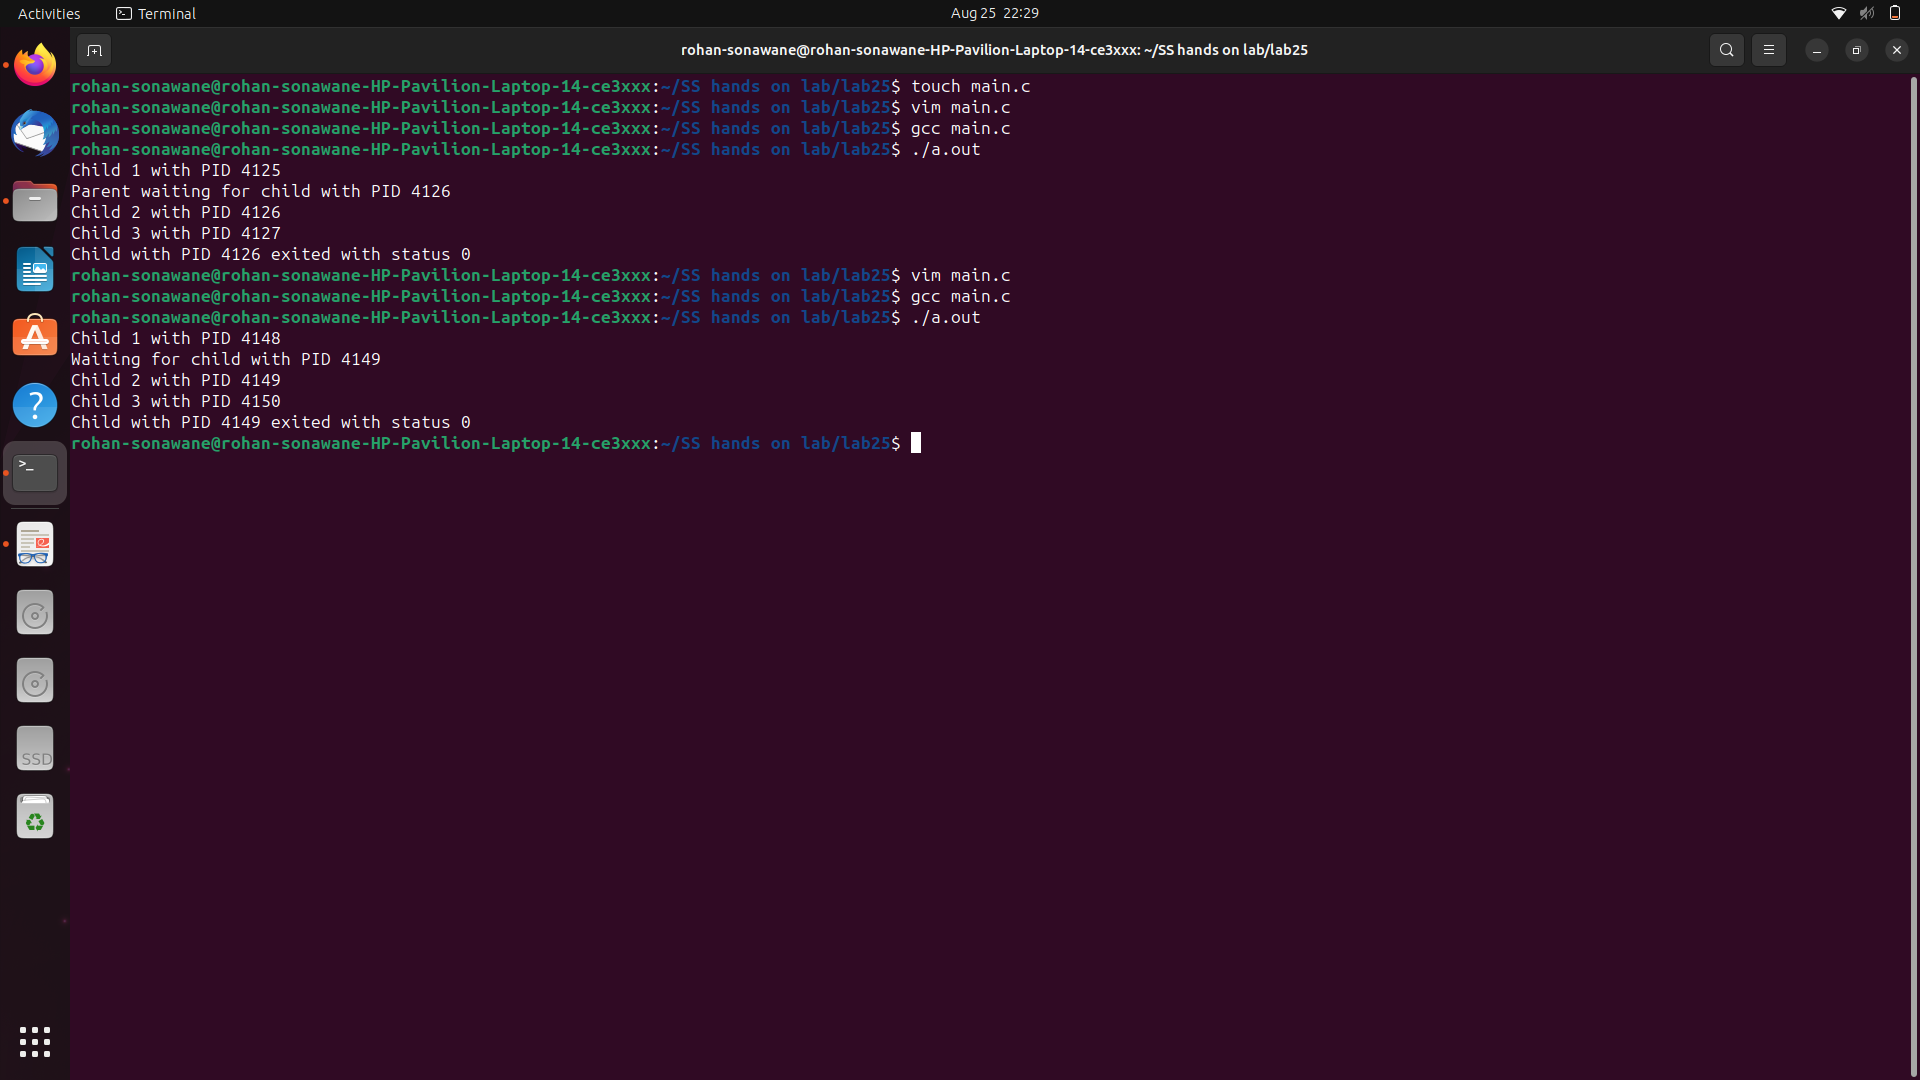 Activities
Terminal
Aug 25 22:29
rohan-sonawane@rohan-sonawane-HP-Pavilion-Laptop-14-ce3xxx: ~/SS hands on lab/lab25
rohan-sonawane@rohan-sonawane-HP-Pavilion-Laptop-14-ce3xxx:~/SS hands on lab/lab25$ touch main.c
rohan-sonawane@rohan-sonawane-HP-Pavilion-Laptop-14-ce3xxx:~/SS hands on lab/lab25$ vim main.c
rohan-sonawane@rohan-sonawane-HP-Pavilion-Laptop-14-ce3xxx:~/SS hands on lab/lab25$ gcc main.c
rohan-sonawane@rohan-sonawane-HP-Pavilion-Laptop-14-ce3xxx:~/SS hands on lab/lab25$ ./a.out
Child 1 with PID 4125
Parent waiting for child with PID 4126
Child 2 with PID 4126
Child 3 with PID 4127
Child with PID 4126 exited with status 0
rohan-sonawane@rohan-sonawane-HP-Pavilion-Laptop-14-ce3xxx:~/SS hands on lab/lab25$ vim main.c
rohan-sonawane@rohan-sonawane-HP-Pavilion-Laptop-14-ce3xxx:~/SS hands on lab/lab25$ gcc main.c
rohan-sonawane@rohan-sonawane-HP-Pavilion-Laptop-14-ce3xxx:~/SS hands on lab/lab25$ ./a.out
Child 1 with PID 4148
Waiting for child with PID 4149
Child 2 with PID 4149
Child 3 with PID 4150
Child with PID 4149 exited with status 0
rohan-sonawane@rohan-sonawane-HP-Pavilion-Laptop-14-ce3xxx:~/SS hands on lab/lab25$
SSD